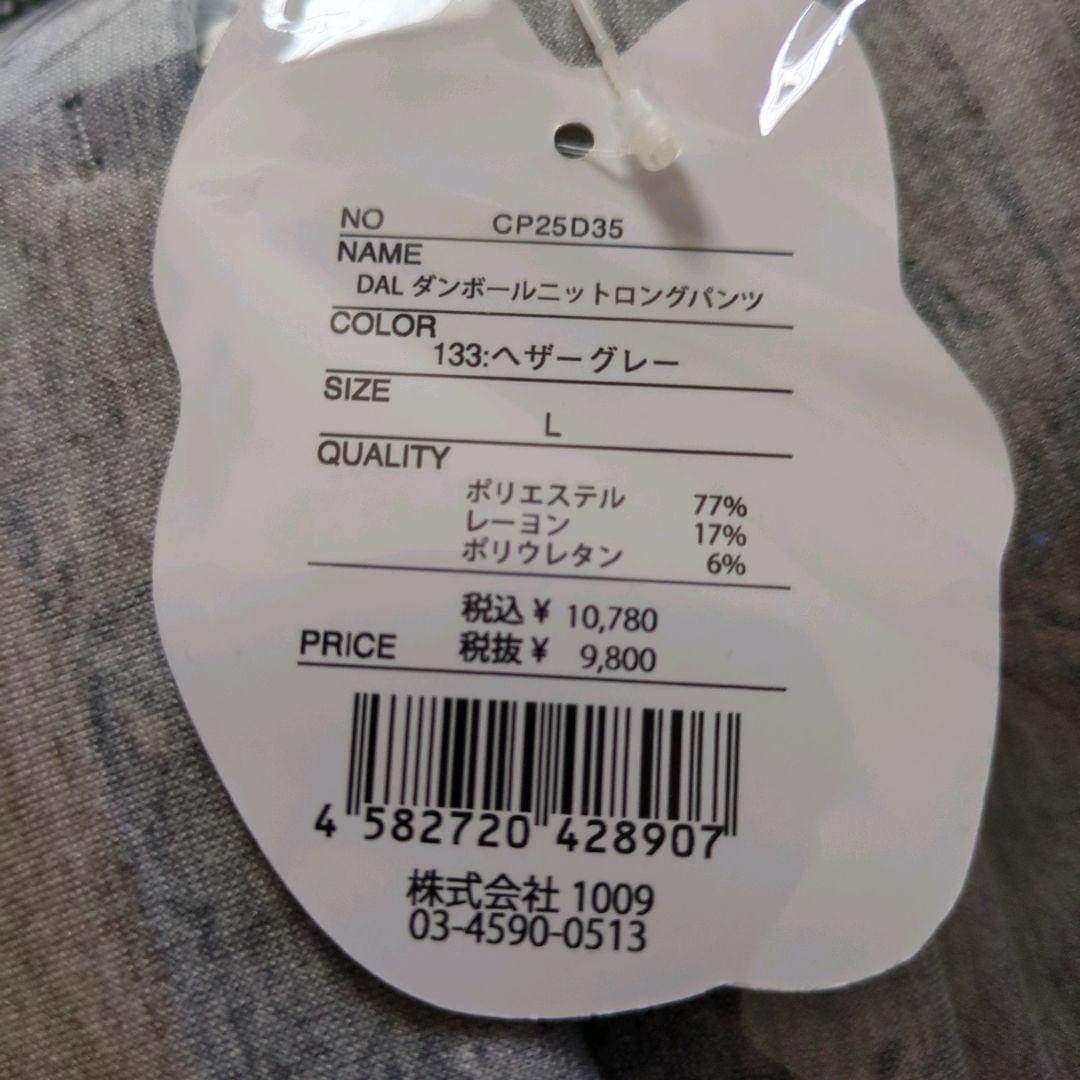 NO CP25D35
NAME
DAL ダンボールニットロングパンツ
COLOR
133:ヘザーグレー
SIZE
L
QUALITY
ポリエステル 77%
レーヨン 17%
ポリウレタン 6%
税込 ¥ 10,780
PRICE 税抜 ¥ 9,800
4 582720 428907
株式会社 1009
03-4590-0513